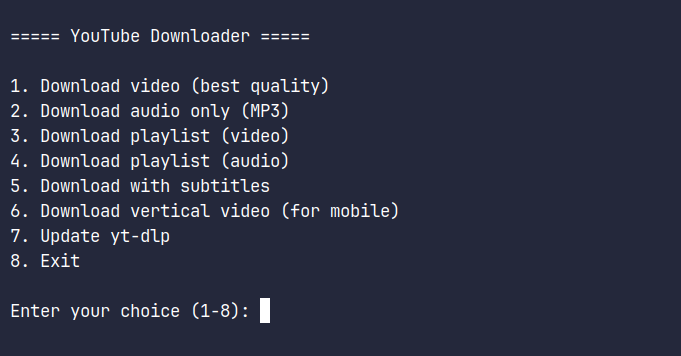 ===== YouTube Downloader =====
1. Download video (best quality)
2. Download audio only (MP3)
3. Download playlist (video)
4. Download playlist (audio)
5. Download with subtitles
6. Download vertical video (for mobile)
7. Update yt-dlp
8. Exit
Enter your choice (1-8):